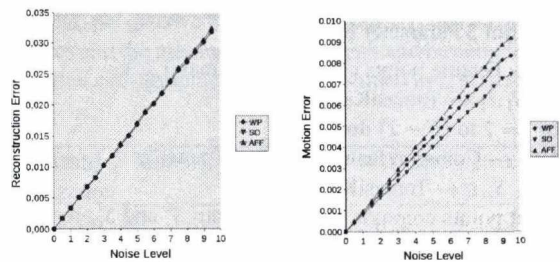 0.035
0.030
0.025
0.020
0.015
0.010
0.005
0.000
0 1 2 3 4 5 6 7 8 9 10
Reconstruction Error
Noise Level
WP
SO
AFF
0.010
0.009
0.008
0.007
0.006
0.005
0.004
0.003
0.002
0.001
0.000
0 1 2 3 4 5 6 7 8 9 10
Motion Error
Noise Level
WP
SO
AFF